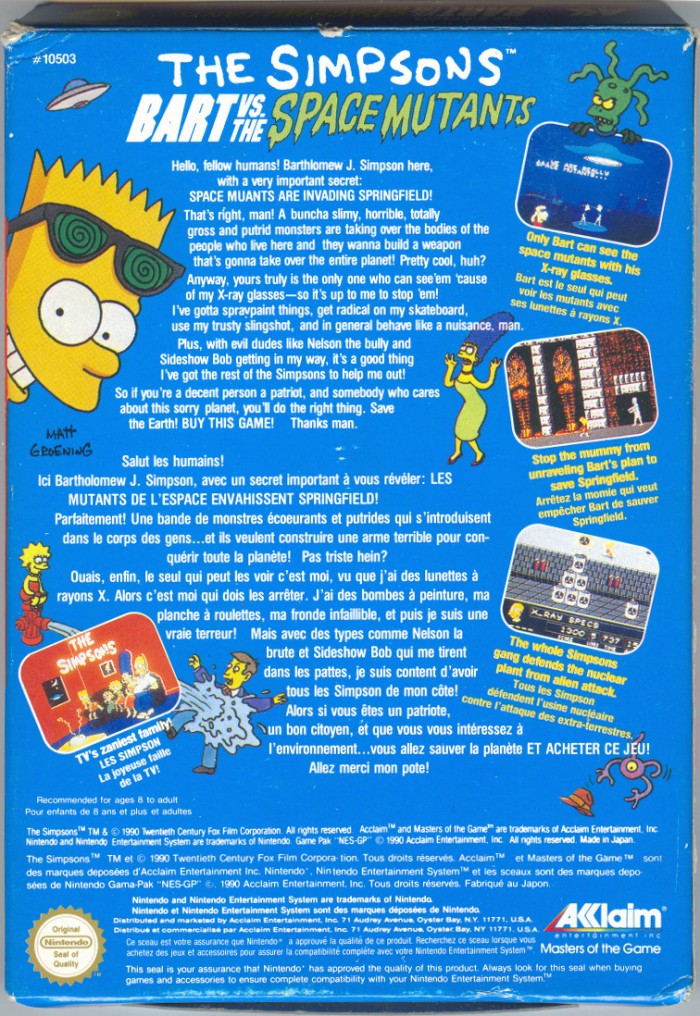 #10503
THE SIMPSONS™
BART VS. THE SPACE MUTANTS
Hello, fellow humans! Barthlomew J. Simpson here,
with a very important secret:
SPACE MUANTS ARE INVADING SPRINGFIELD!
That's right, man! A buncha slimy, horrible, totally
gross and putrid monsters are taking over the bodies of the
people who live here and they wanna build a weapon
that's gonna take over the entire planet! Pretty cool, huh?
Anyway, yours truly is the only one who can see'em 'cause
of my X-ray glasses—so it's up to me to stop 'em!
I've gotta spraypaint things, get radical on my skateboard,
use my trusty slingshot, and in general behave like a nuisance, man.
Plus, with evil dudes like Nelson the bully and
Sideshow Bob getting in my way, it's a good thing
I've got the rest of the Simpsons to help me out!
So if you're a decent person a patriot, and somebody who cares
about this sorry planet, you'll do the right thing. Save
the Earth! BUY THIS GAME! Thanks man.
MATT
GROENING
WE ARE REALLY
SPACE MUTANTS...
Only Bart can see the
space mutants with his
X-ray glasses.
Bart est le seul qui peut
voir les mutants avec
ses lunettes à rayons X.
Stop the mummy from
unraveling Bart's plan to
save Springfield.
Arrêtez la momie qui veut
empêcher Bart de sauver
Springfield.
Salut les humains!
Ici Bartholomew J. Simpson, avec un secret important à vous révéler: LES
MUTANTS DE L'ESPACE ENVAHISSENT SPRINGFIELD!
Parfaitement! Une bande de monstres écoeurants et putrides qui s'introduisent
dans le corps des gens...et ils veulent construire une arme terrible pour con-
quérir toute la planète! Pas triste hein?
Ouais, enfin, le seul qui peut les voir c'est moi, vu que j'ai des lunettes à
rayons X. Alors c'est moi qui dois les arrêter. J'ai des bombes à peinture, ma
planche à roulettes, ma fronde infaillible, et puis je suis une
vraie terreur! Mais avec des types comme Nelson la
brute et Sideshow Bob qui me tirent
dans les pattes, je suis content d'avoir
tous les Simpson de mon côté!
Alors si vous êtes un patriote,
un bon citoyen, et que vous vous intéressez à
l'environnement...vous allez sauver la planète ET ACHETER CE JEU!
Allez merci mon pote!
X-RAY SPECS
The whole Simpsons
gang defends the nuclear
plant from alien attack.
Tous les Simpson
défendent l'usine nucléaire
contre l'attaque des extra-terrestres.
THE
SIMPSONS
TV's zaniest family.
LES SIMPSON
La joyeuse faille
de la TV!
Recommended for ages 8 to adult
Pour enfants de 8 ans et plus et adultes
The Simpsons™ TM & © 1990 Twentieth Century Fox Film Corporation. All rights reserved. Acclaim™ and Masters of the Game™ are trademarks of Acclaim Entertainment, Inc.
Nintendo and Nintendo Entertainment System are trademarks of Nintendo. Game Pak "NES-GP" © 1990 Acclaim Entertainment, Inc. All rights reserved. Made in Japan.
The Simpsons™ TM et © 1990 Twentieth Century Fox Film Corpora-tion. Tous droits réservés. Acclaim™ et Masters of the Game™ sont
des marques deposées d'Acclaim Entertainment Inc. Nintendo®, Nintendo Entertainment System™ et les sceaux sont des marques depo-
sées de Nintendo Gama-Pak "NES-GP" ©. 1990 Acclaim Entertainment, Inc. Tous droits réservés. Fabriqué au Japon.
Nintendo and Nintendo Entertainment System are trademarks of Nintendo.
Nintendo et Nintendo Entertainment System sont des marques déposées de Nintendo.
Distributed and marketed by Acclaim Entertainment, Inc. 71 Audrey Avenue, Oyster Bay, N.Y. 11771, U.S.A.
Distribué et commercialisé par Acclaim Entertainment, Inc. 71 Audrey Avenue, Oyster Bay, NY 11771, U.S.A.
Ce sceau est votre assurance que Nintendo® a approuvé la qualité de ce produit. Recherchez ce sceau lorsque vous
achetez des jeux et accessoires pour assurer la compatibilité complète avec votre Nintendo Entertainment System™
This seal is your assurance that Nintendo® has approved the quality of this product. Always look for this seal when buying
games and accessories to ensure complete compatibility with your Nintendo Entertainment System.™
Original
Nintendo
Seal of
Quality
TM
AKKlaim®
entertainment inc
Masters of the Game